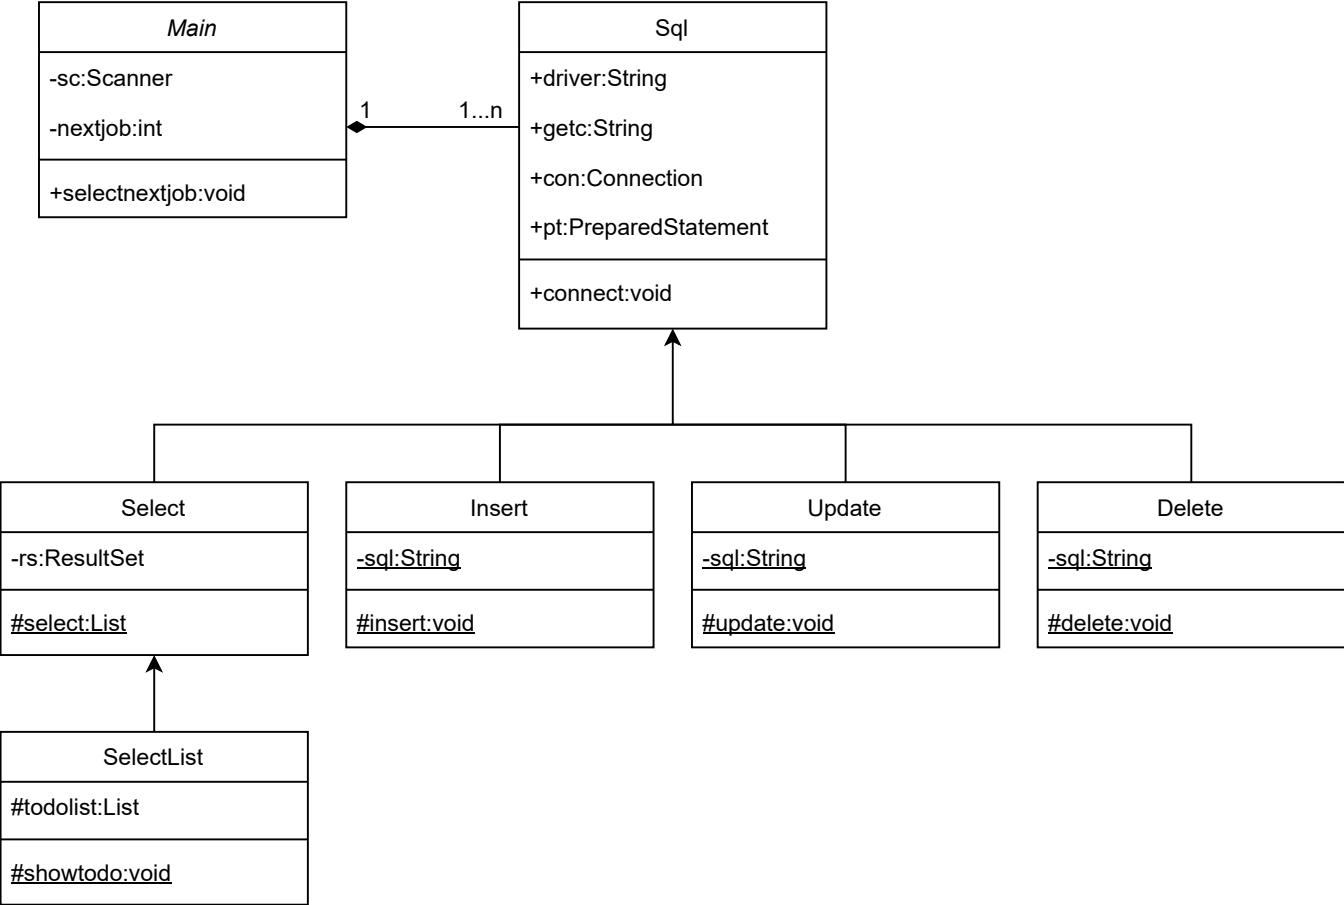 Main
-sc:Scanner
-nextjob:int
+selectnextjob:void
1
1...n
Sql
+driver:String
+getc:String
+con:Connection
+pt:PreparedStatement
+connect:void
Select
-rs:ResultSet
#select:List
Insert
-sql:String
#insert:void
Update
-sql:String
#update:void
Delete
-sql:String
#delete:void
SelectList
#todolist:List
#showtodo:void